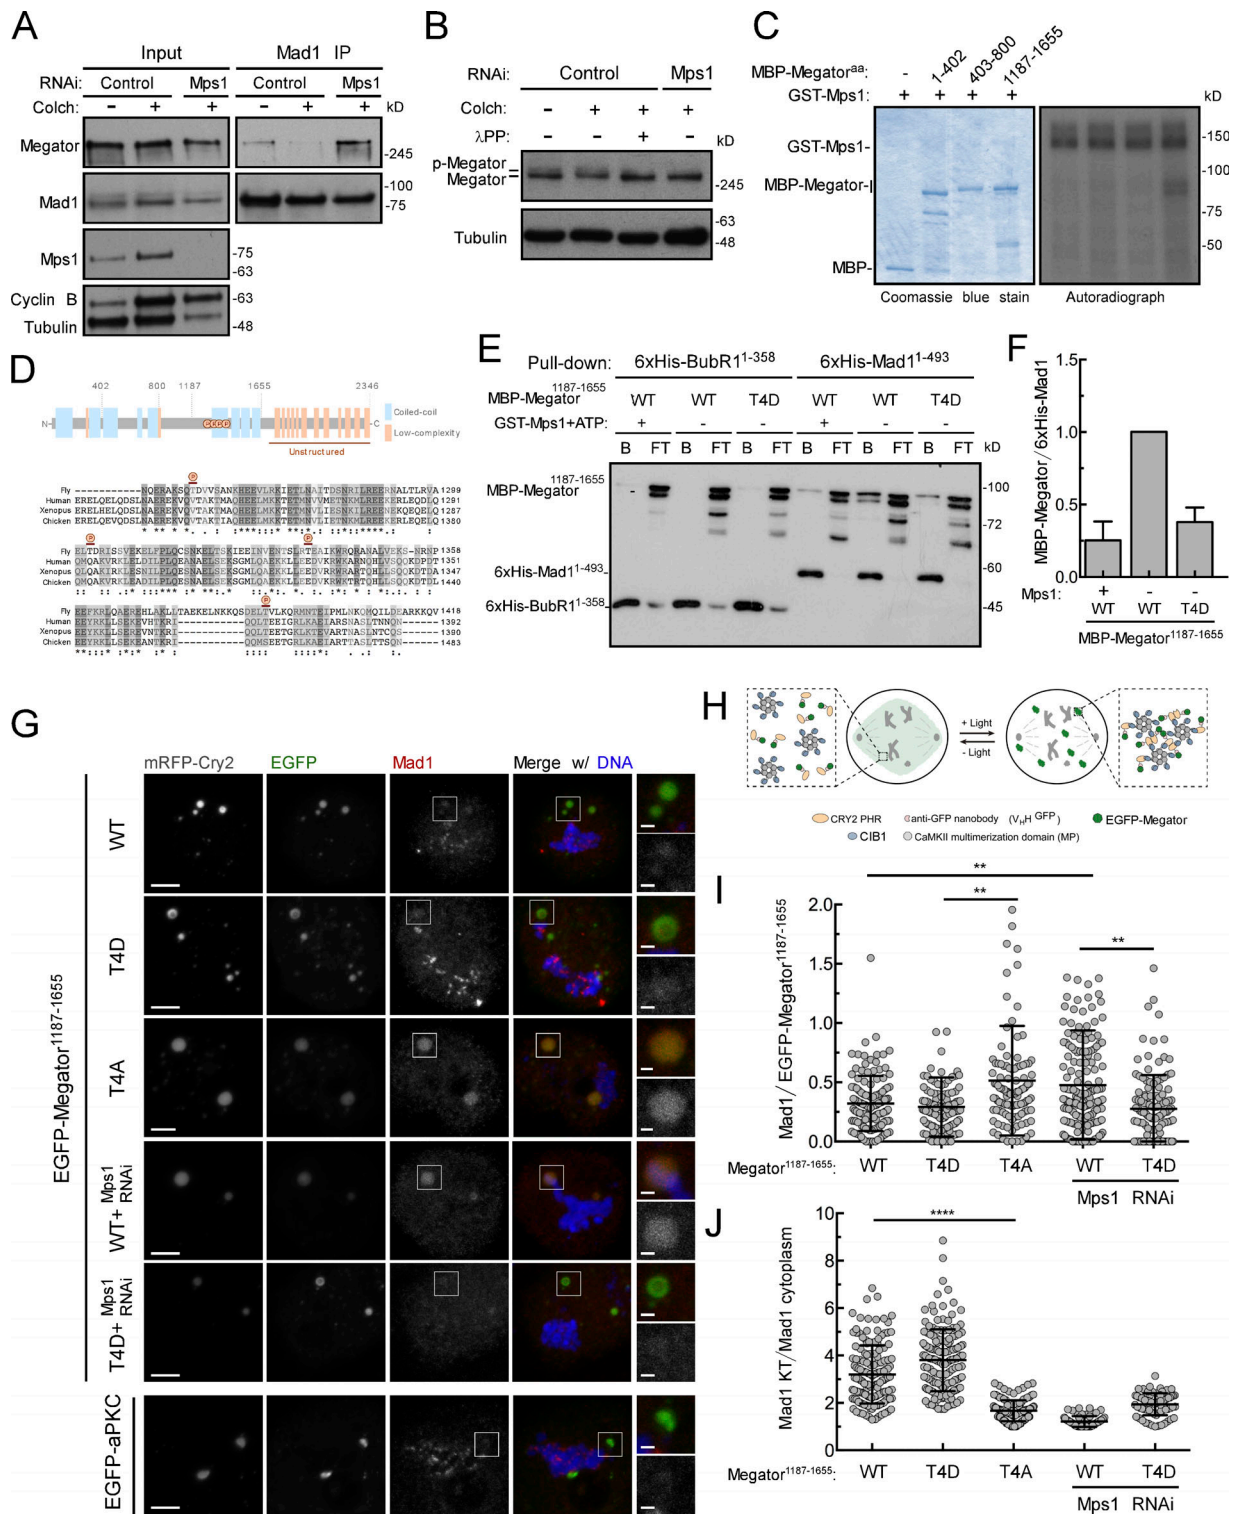 A
Input
Mad1 IP
RNAi:
Control
Mps1
Control
Mps1
Colch:
-
+
+
-
+
+
kD
Megator
-245
Mad1
-100
-75
Mps1
-75
-63
Cyclin B
-63
Tubulin
-48
B
RNAi:
Control
Mps1
Colch:
-
+
+
+
λPP:
-
-
+
-
kD
p-Megator
Megator
-245
Tubulin
-63
-48
C
MBP-Megator^aa:
-
1-402
403-800
1187-1655
GST-Mps1:
+
+
+
+
kD
GST-Mps1-
-150
-100
MBP-Megator-
-75
-50
MBP-
Coomassie blue stain
Autoradiograph
D
402
800
1187
1655
2346
N-
-C
Coiled-coil
Low-complexity
Unstructured
Fly
1299
Human
1291
Xenopus
1287
Chicken
1380
Fly
1358
Human
1351
Xenopus
1347
Chicken
1440
Fly
1418
Human
1392
Xenopus
1390
Chicken
1483
E
Pull-down:
6xHis-BubR1^1-358
6xHis-Mad1^1-493
MBP-Megator^1187-1655:
WT
WT
T4D
WT
WT
T4D
GST-Mps1+ATP:
+
-
-
+
-
-
B FT B FT B FT B FT B FT B FT
kD
MBP-Megator^1187-1655-
-100
-72
6xHis-Mad1^1-493-
-60
6xHis-BubR1^1-358-
-45
F
MBP-Megator/6xHis-Mad1
1.5
1.0
0.5
0.0
Mps1:
+
-
-
WT
WT
T4D
MBP-Megator^1187-1655
G
mRFP-Cry2
EGFP
Mad1
Merge w/ DNA
EGFP-Megator^1187-1655
WT
T4D
T4A
WT+ Mps1 RNAi
T4D+ Mps1 RNAi
EGFP-aPKC
H
+ Light
- Light
CRY2 PHR
anti-GFP nanobody (VHH GFP)
EGFP-Megator
CIB1
CaMKII multimerization domain (MP)
I
Mad1/EGFP-Megator^1187-1655
2.0
1.5
1.0
0.5
0.0
**
**
**
Megator^1187-1655:
WT
T4D
T4A
WT
T4D
Mps1 RNAi
J
Mad1 KT/Mad1 cytoplasm
10
8
6
4
2
0
****
Megator^1187-1655:
WT
T4D
T4A
WT
T4D
Mps1 RNAi